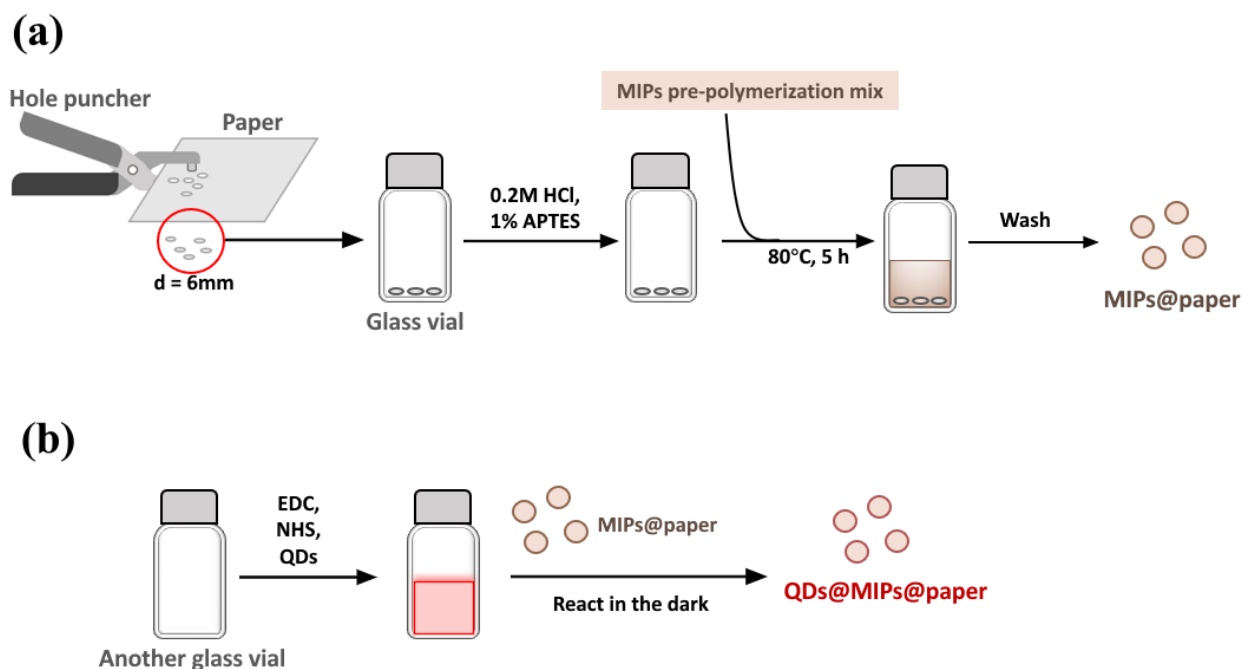 (a)
Hole puncher
Paper
d = 6mm
Glass vial
0.2M HCl,
1% APTES
MIPs pre-polymerization mix
80°C, 5 h
Wash
MIPs@paper
(b)
Another glass vial
EDC,
NHS,
QDs
MIPs@paper
React in the dark
QDs@MIPs@paper